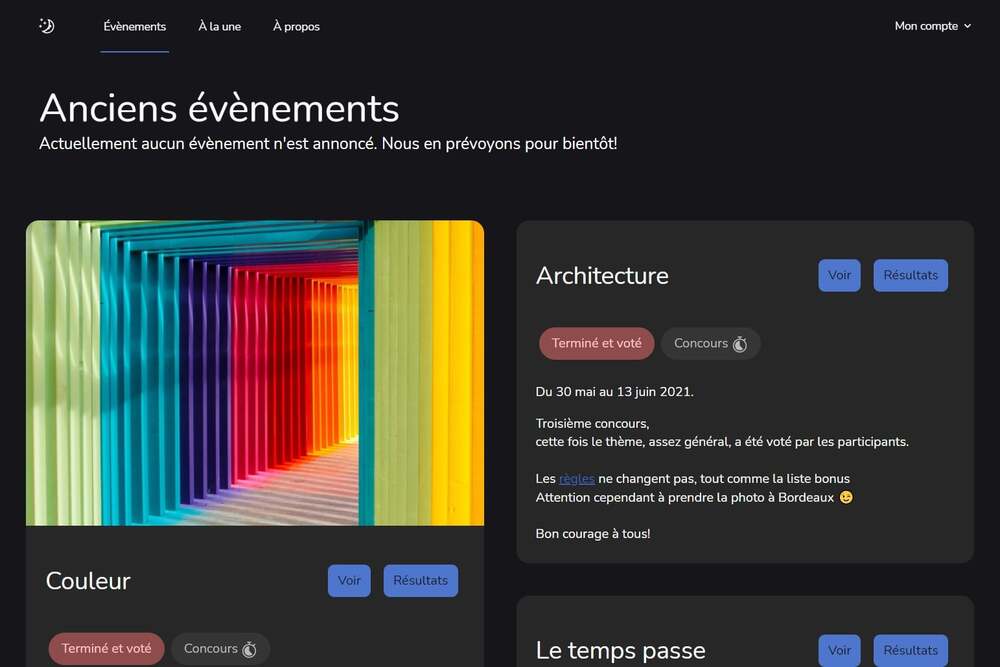 Évènements
À la une
À propos
Mon compte
Anciens évènements
Actuellement aucun évènement n'est annoncé. Nous en prévoyons pour bientôt!
Couleur
Voir
Résultats
Terminé et voté
Concours
Architecture
Voir
Résultats
Terminé et voté
Concours
Du 30 mai au 13 juin 2021.
Troisième concours,
cette fois le thème, assez général, a été voté par les participants.
Les règles ne changent pas, tout comme la liste bonus
Attention cependant à prendre la photo à Bordeaux 😉
Bon courage à tous!
Le temps passe
Voir
Résultats